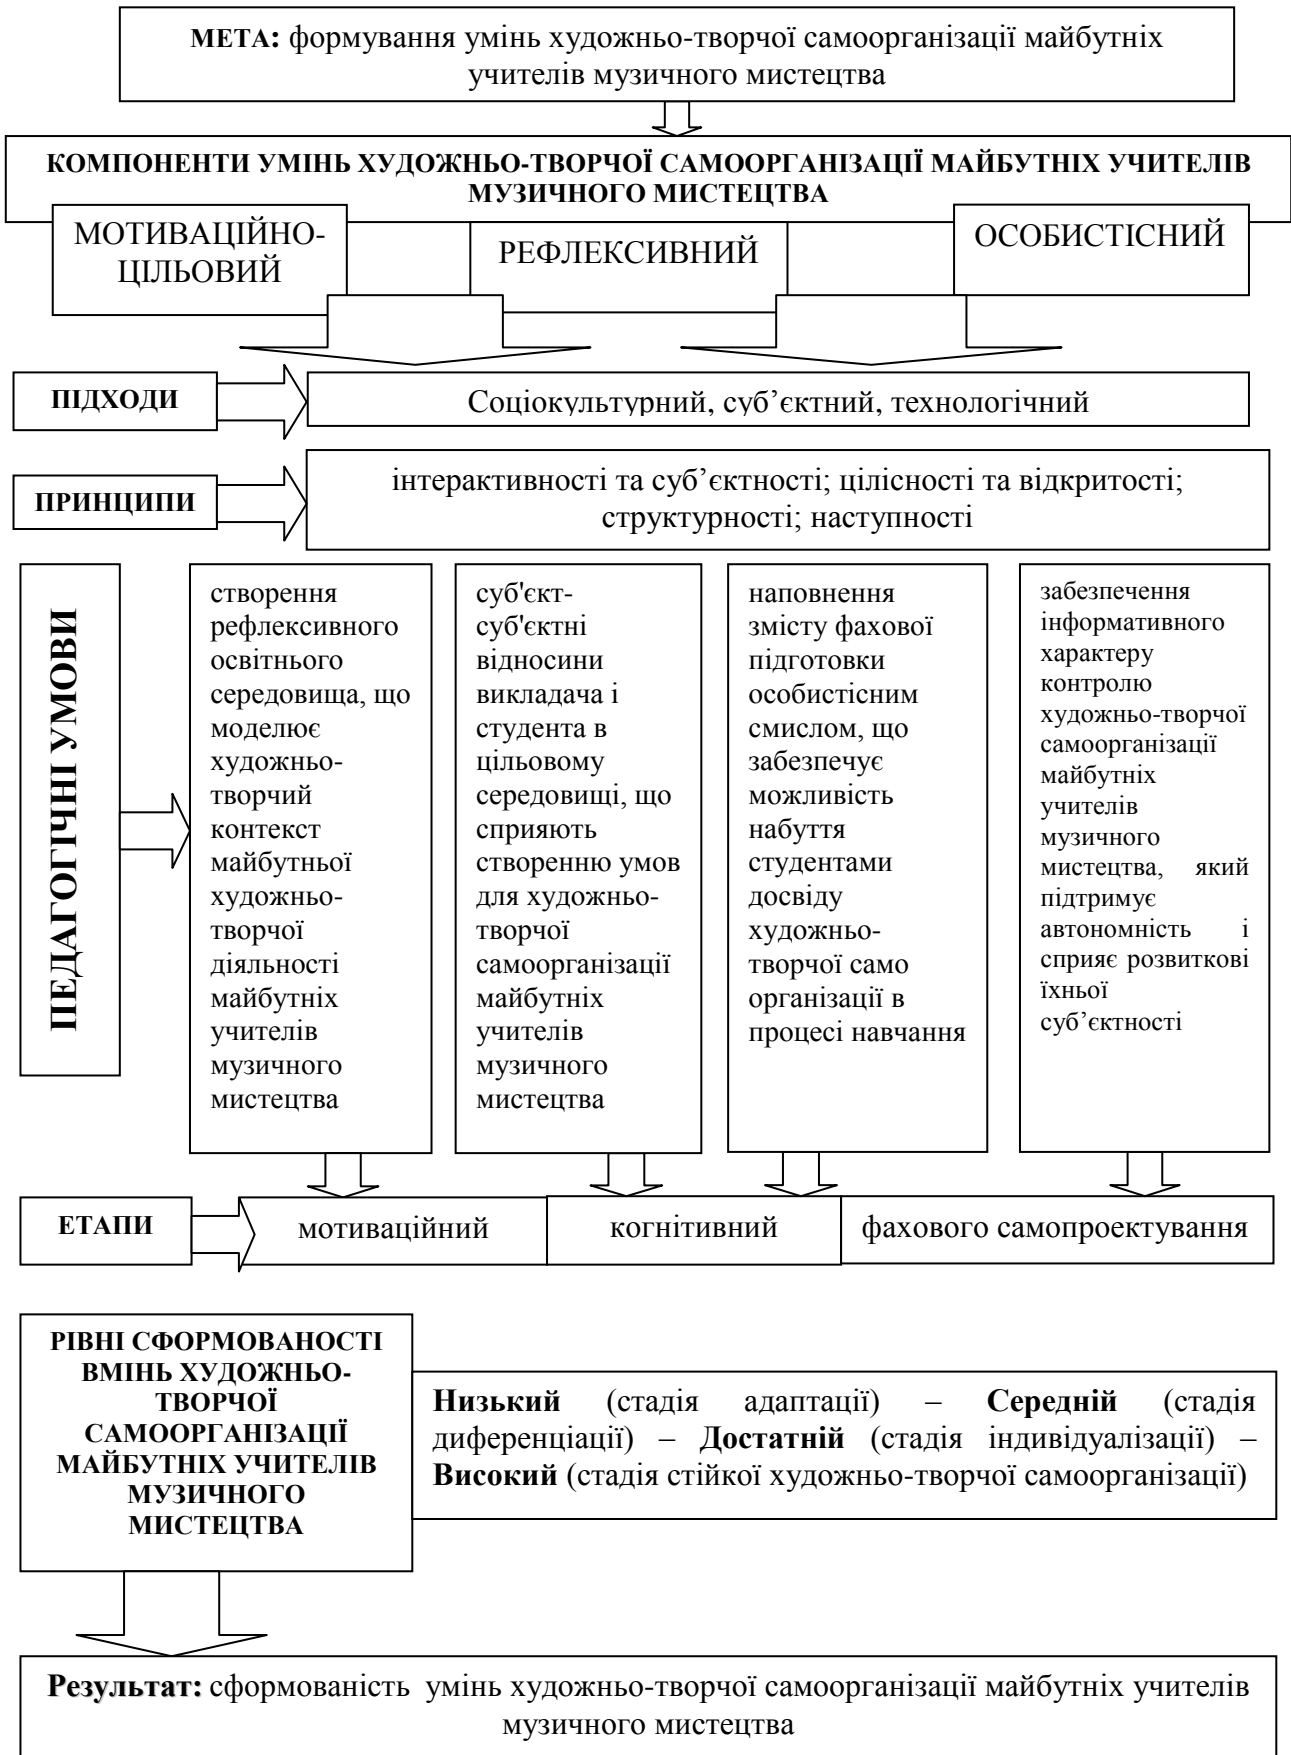 МЕТА: формування умінь художньо-творчої самоорганізації майбутніх
учителів музичного мистецтва
КОМПОНЕНТИ УМІНЬ ХУДОЖНЬО-ТВОРЧОЇ САМООРГАНІЗАЦІЇ МАЙБУТНІХ УЧИТЕЛІВ
МУЗИЧНОГО МИСТЕЦТВА
МОТИВАЦІЙНО-
ЦІЛЬОВИЙ
РЕФЛЕКСИВНИЙ
ОСОБИСТІСНИЙ
ПІДХОДИ
Соціокультурний, суб’єктний, технологічний
ПРИНЦИПИ
інтерактивності та суб’єктності; цілісності та відкритості;
структурності; наступності
ПЕДАГОГІЧНІ УМОВИ
створення
рефлексивного
освітнього
середовища, що
моделює
художньо-
творчий
контекст
майбутньої
художньо-
творчої
діяльності
майбутніх
учителів
музичного
мистецтва
суб'єкт-
суб'єктні
відносини
викладача і
студента в
цільовому
середовищі, що
сприяють
створенню умов
для художньо-
творчої
самоорганізації
майбутніх
учителів
музичного
мистецтва
наповнення
змісту фахової
підготовки
особистісним
смислом, що
забезпечує
можливість
набуття
студентами
досвіду
художньо-
творчої само
організації в
процесі навчання
забезпечення
інформативного
характеру
контролю
художньо-творчої
самоорганізації
майбутніх
учителів
музичного
мистецтва, який
підтримує
автономність і
сприяє розвиткові
їхньої
суб’єктності
ЕТАПИ
мотиваційний
когнітивний
фахового самопроектування
РІВНІ СФОРМОВАНОСТІ
ВМІНЬ ХУДОЖНЬО-
ТВОРЧОЇ
САМООРГАНІЗАЦІЇ
МАЙБУТНІХ УЧИТЕЛІВ
МУЗИЧНОГО
МИСТЕЦТВА
Низький (стадія адаптації) – Середній (стадія
диференціації) – Достатній (стадія індивідуалізації) –
Високий (стадія стійкої художньо-творчої самоорганізації)
Результат: сформованість умінь художньо-творчої самоорганізації майбутніх учителів
музичного мистецтва